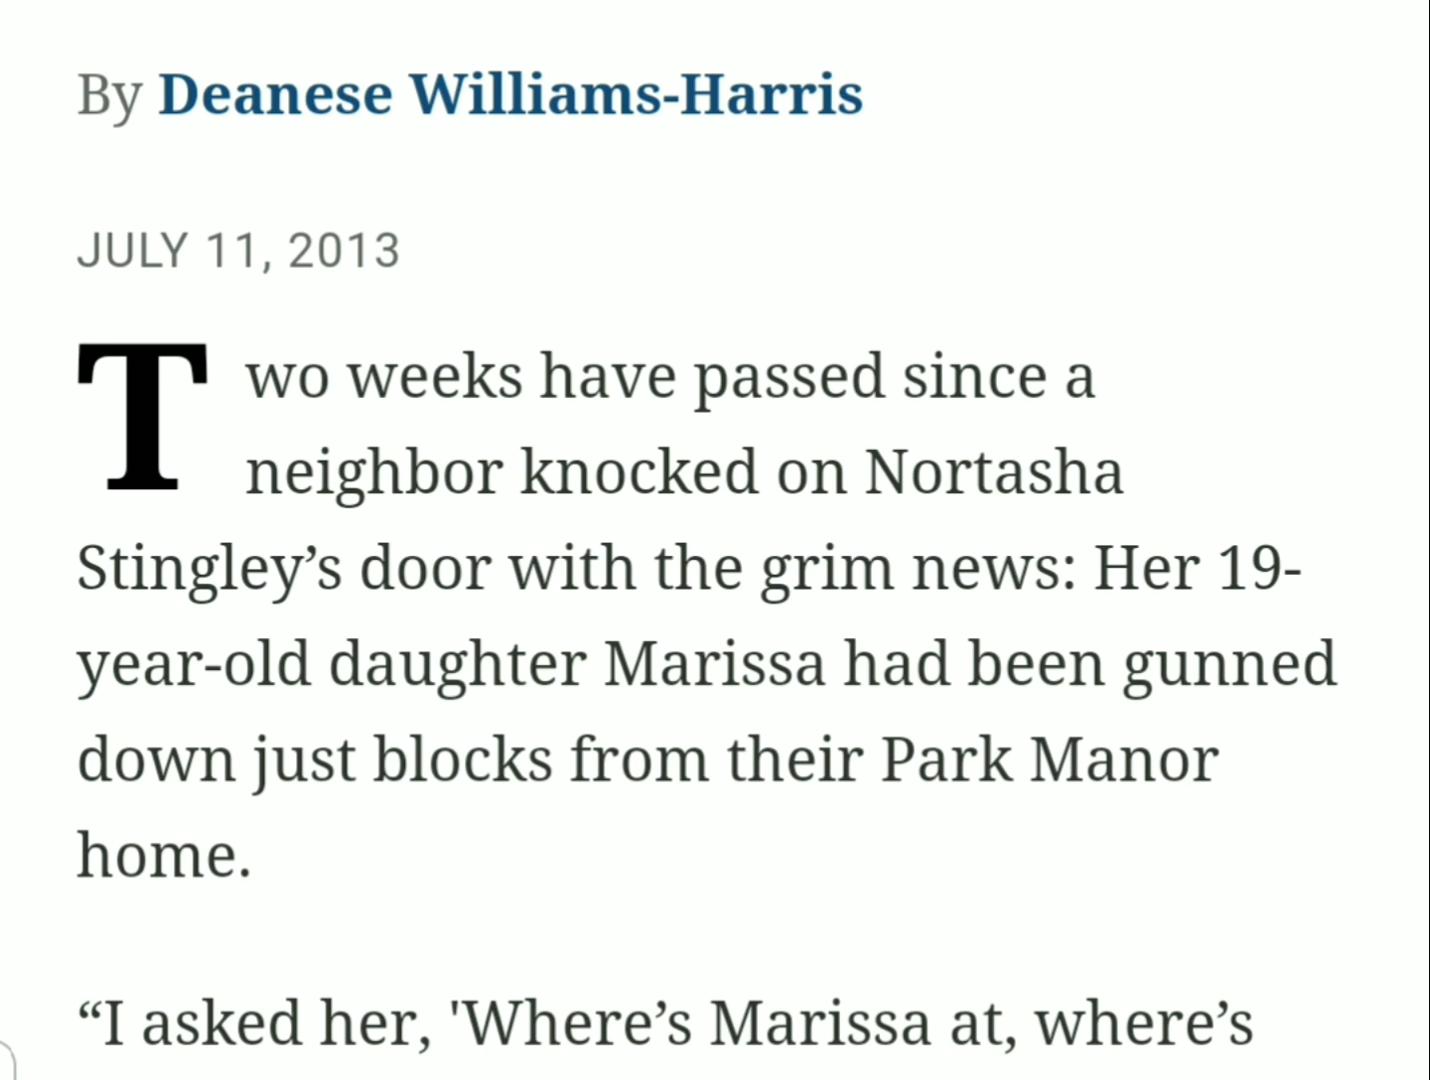 By Deanese Williams-Harris
JULY 11, 2013
Two weeks have passed since a
neighbor knocked on Nortasha
Stingley’s door with the grim news: Her 19-
year-old daughter Marissa had been gunned
down just blocks from their Park Manor
home.
“I asked her, 'Where’s Marissa at, where’s